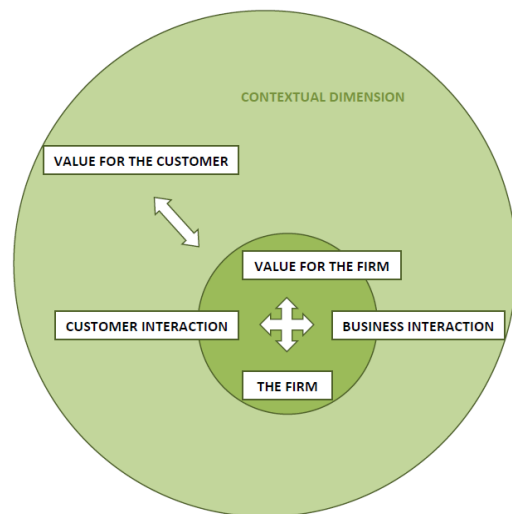 CONTEXTUAL DIMENSION
VALUE FOR THE CUSTOMER
VALUE FOR THE FIRM
CUSTOMER INTERACTION
BUSINESS INTERACTION
THE FIRM